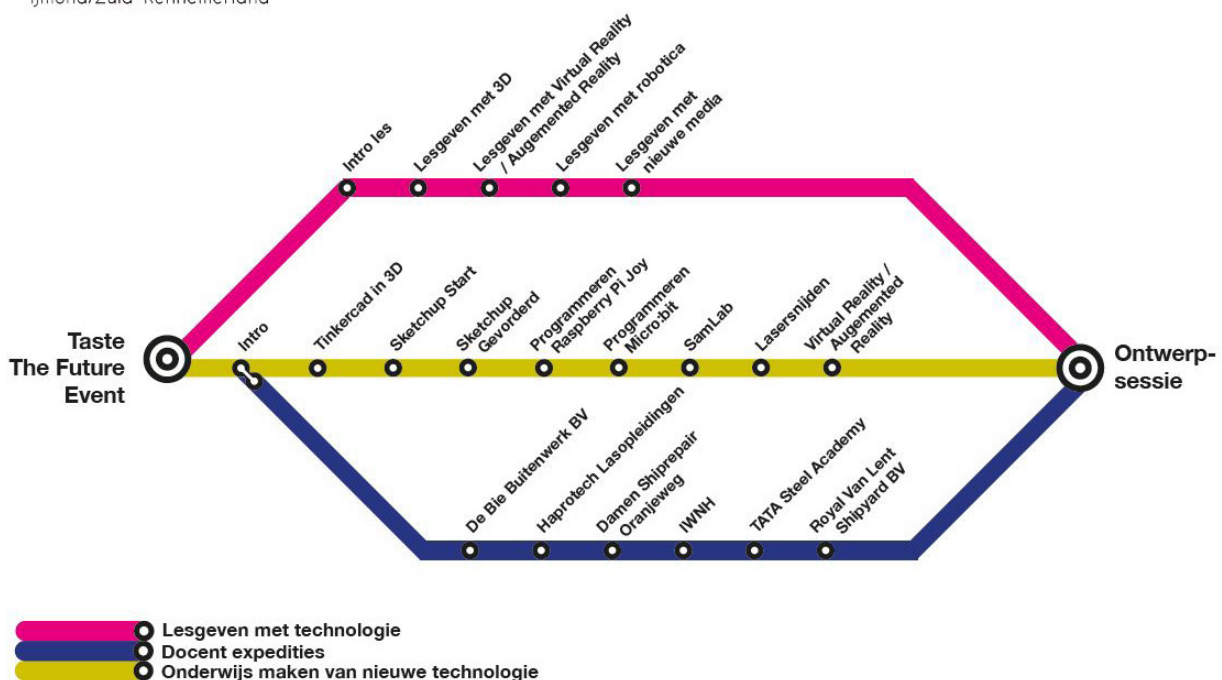 ijmond/Zuid-Kennemerland
Intro les
Lesgeven met 3D
Lesgeven met Virtual Reality
/ Augemented Reality
Lesgeven met robotica
Lesgeven met
nieuwe media
Taste
The Future
Event
Intro
Tinkercad in 3D
Sketchup Start
Sketchup
Gevorderd
Programmeren
Raspberry Pi Joy
Programmeren
Micro:bit
SamLab
Lasersnijden
Virtual Reality /
Augemented
Reality
Ontwerp-
sessie
De Bie Buitenwerk BV
Haprotech Lasopleidingen
Damen Shiprepair
Oranjeweg
IWNH
TATA Steel Academy
Royal Van Lent
Shipyard BV
Lesgeven met technologie
Docent expedities
Onderwijs maken van nieuwe technologie